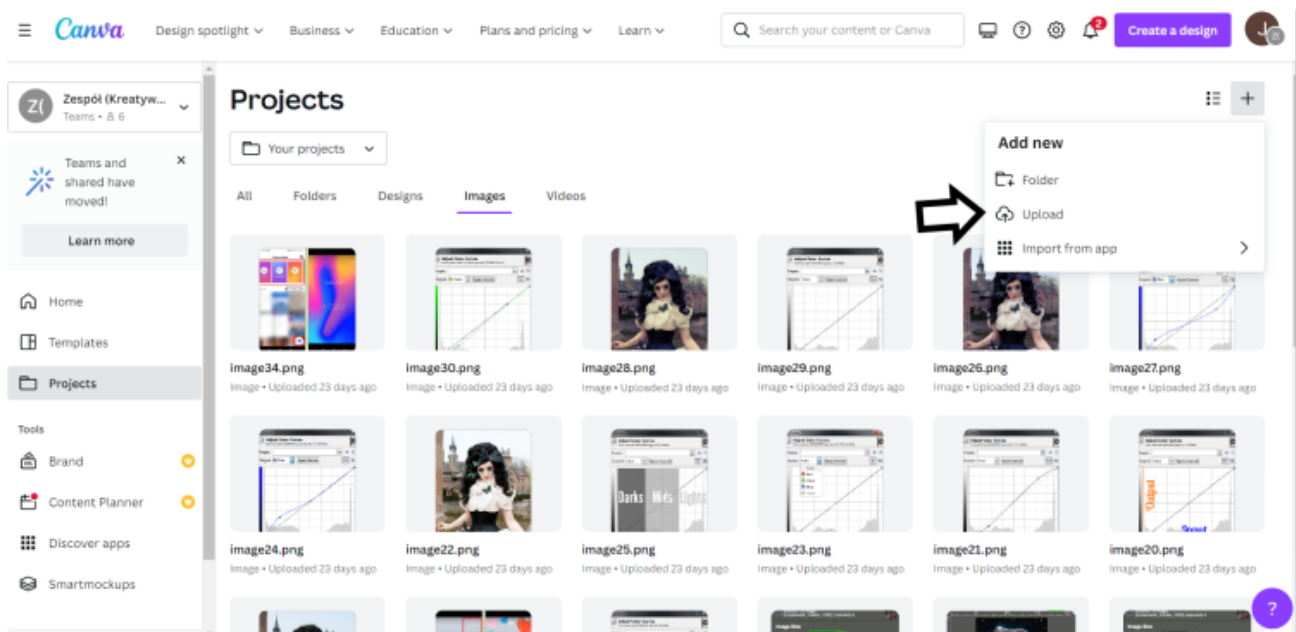 Canva
Design spotlight
Business
Education
Plans and pricing
Learn
Search your content or Canva
2
Create a design
J
Z(
Zespół (Kreatyw...
Teams • 6
Teams and
shared have
moved!
Learn more
Home
Templates
Projects
Tools
Brand
Content Planner
Discover apps
Smartmockups
Projects
Your projects
All
Folders
Designs
Images
Videos
Add new
Folder
Upload
Import from app
image34.png
Image • Uploaded 23 days ago
image30.png
Image • Uploaded 23 days ago
image28.png
Image • Uploaded 23 days ago
image29.png
Image • Uploaded 23 days ago
image26.png
Image • Uploaded 23 days ago
image27.png
Image • Uploaded 23 days ago
Darks Mids Lights
Output
image24.png
Image • Uploaded 23 days ago
image22.png
Image • Uploaded 23 days ago
image25.png
Image • Uploaded 23 days ago
image23.png
Image • Uploaded 23 days ago
image21.png
Image • Uploaded 23 days ago
image20.png
Image • Uploaded 23 days ago
?